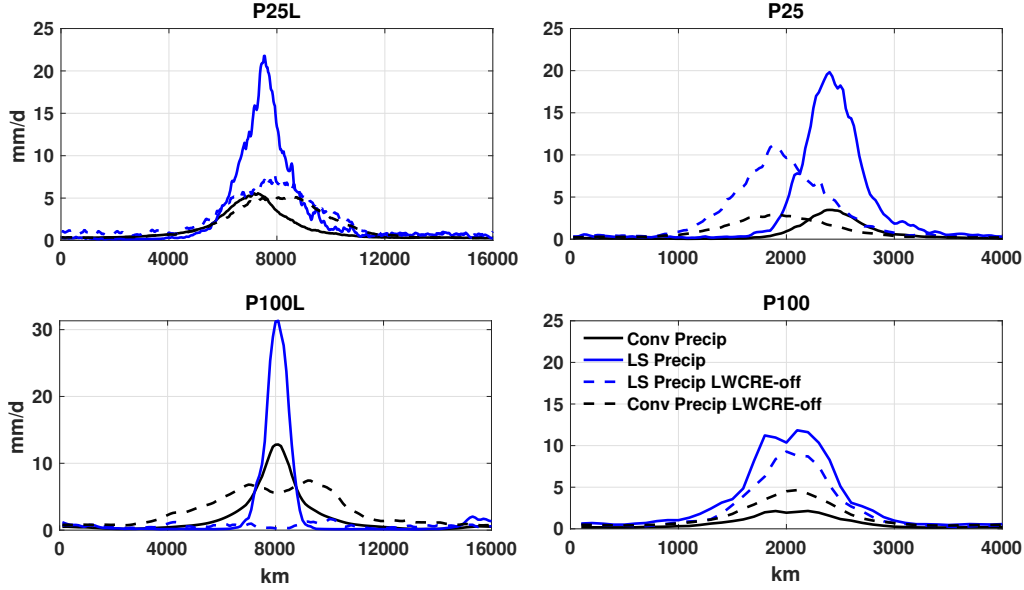 P25L
P25
mm/d
25
20
15
10
5
0
0 4000 8000 12000 16000
25
20
15
10
5
0
0 1000 2000 3000 4000
P100L
P100
mm/d
30
20
10
0
0 4000 8000 12000 16000
km
25
20
15
10
5
0
Conv Precip
LS Precip
LS Precip LWCRE-off
Conv Precip LWCRE-off
0 1000 2000 3000 4000
km